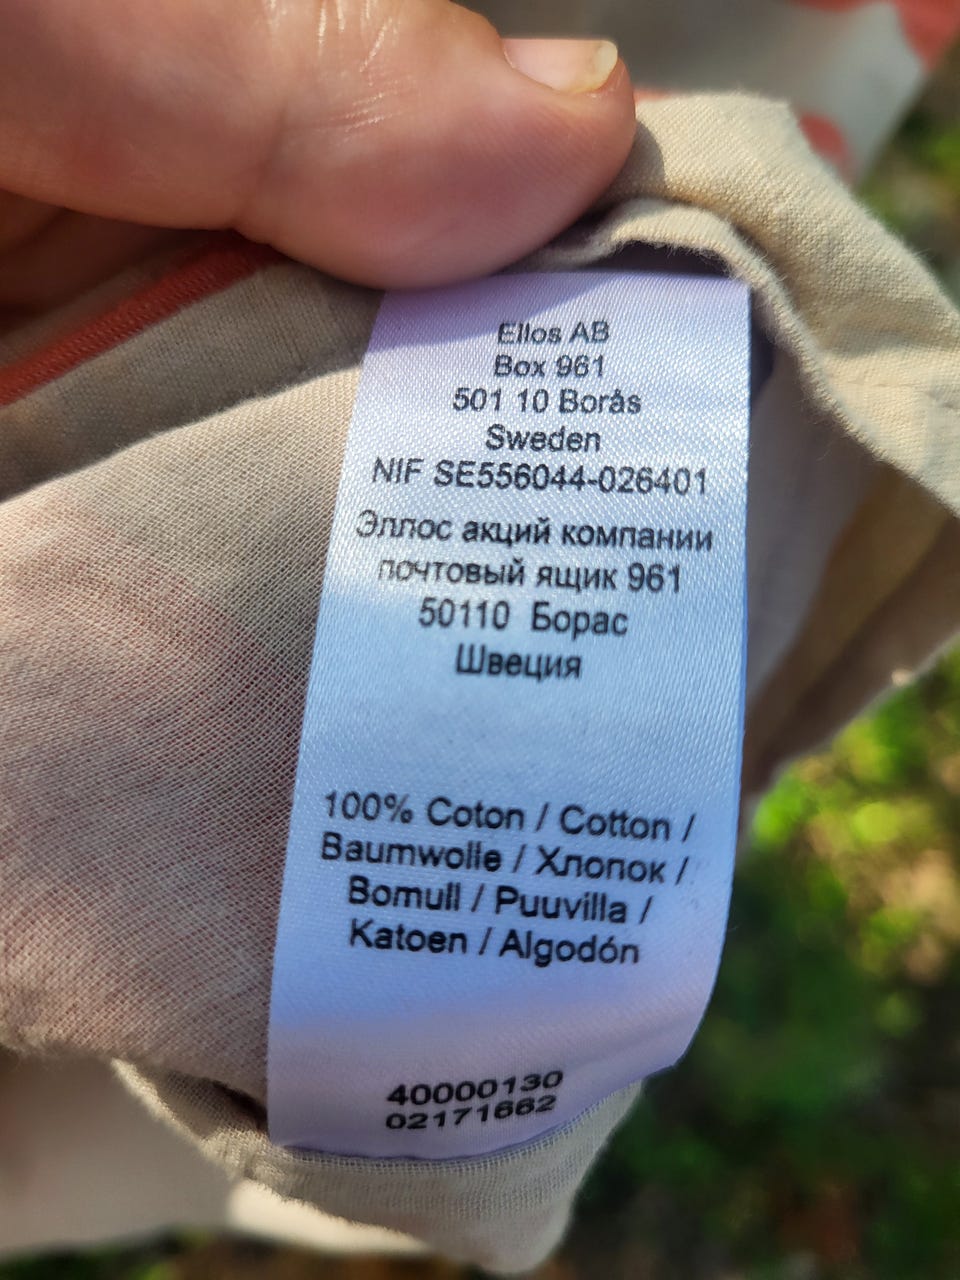 Ellos AB
Box 961
501 10 Borås
Sweden
NIF SE556044-026401
Эллос акций компании
почтовый ящик 961
50110 Борас
Швеция
100% Coton / Cotton /
Baumwolle / Хлопок /
Bomull / Puuvilla /
Katoen / Algodón
40000130
02171662